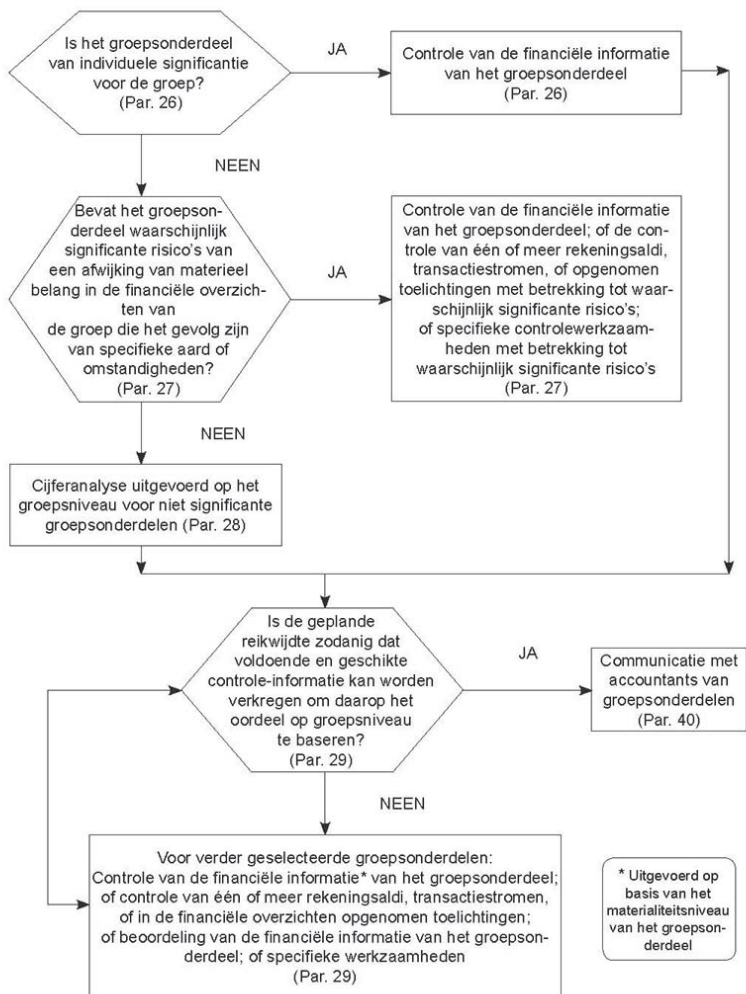 Is het groepsonderdeel
van individuele significantie
voor de groep?
(Par. 26)
JA
Controle van de financiële informatie
van het groepsonderdeel
(Par. 26)
NEEN
Bevat het groepson-
derdeel waarschijnlijk
significante risico's van
een afwijking van materieel
belang in de financiële overzich-
ten van
de groep die het gevolg zijn
van specifieke aard of
omstandigheden?
(Par. 27)
JA
Controle van de financiële informatie
van het groepsonderdeel; of de con-
trole van één of meer rekeningsaldi,
transactiestromen, of opgenomen
toelichtingen met betrekking tot waar-
schijnlijk significante risico's;
of specifieke controlewerkzaam-
heden met betrekking tot
waarschijnlijk significante risico's
(Par. 27)
NEEN
Cijferanalyse uitgevoerd op het
groepsniveau voor niet significante
groepsonderdelen (Par. 28)
Is de geplande
reikwijdte zodanig dat
voldoende en geschikte
controle-informatie kan worden
verkregen om daarop het
oordeel op groepsniveau
te baseren?
(Par. 29)
JA
Communicatie met
accountants van
groepsonderdelen
(Par. 40)
NEEN
Voor verder geselecteerde groepsonderdelen:
Controle van de financiële informatie* van het groepsonderdeel;
of controle van één of meer rekeningsaldi, transactiestromen,
of in de financiële overzichten opgenomen toelichtingen;
of beoordeling van de financiële informatie van het groepson-
derdeel; of specifieke werkzaamheden
(Par. 29)
* Uitgevoerd op
basis van het
materialiteitsniveau
van het groepson-
derdeel